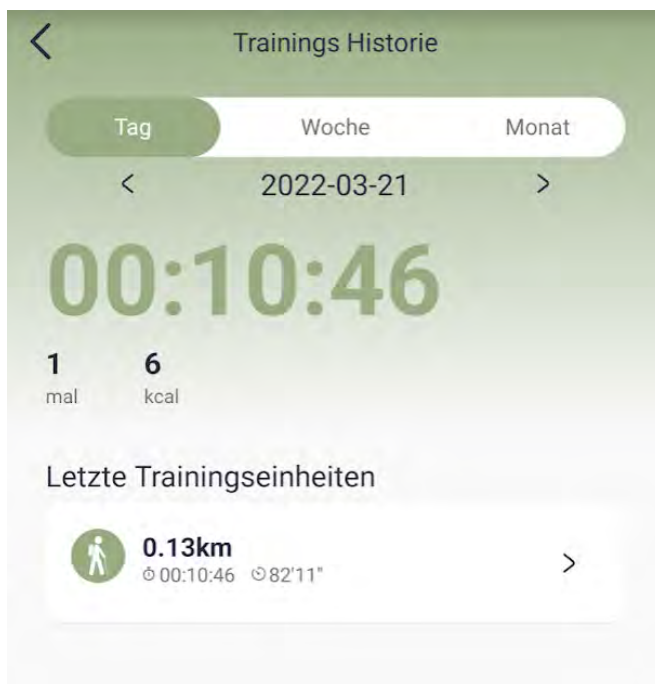 Trainings Historie
Tag Woche Monat
2022-03-21
00:10:46
1 6
mal kcal
Letzte Trainingseinheiten
0.13km
00:10:46 82'11"